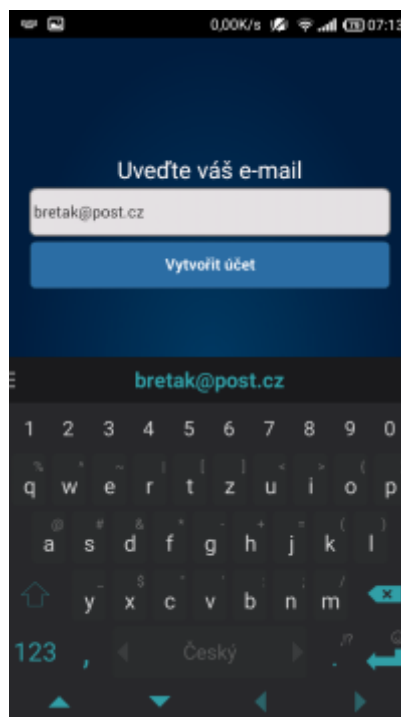 0,00K/s 07:13
Uveďte váš e-mail
bretak@post.cz
Vytvořit účet
bretak@post.cz
1 2 3 4 5 6 7 8 9 0
q w e r t z u i o p
a s d f g h j k l
y x c v b n m
123 , Český .